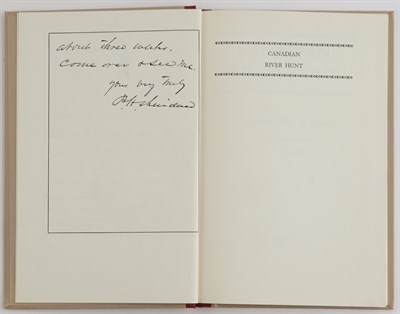 about three weeks.
Come over & see me.
Yours very truly
P. H. Sheridan
CANADIAN
RIVER HUNT